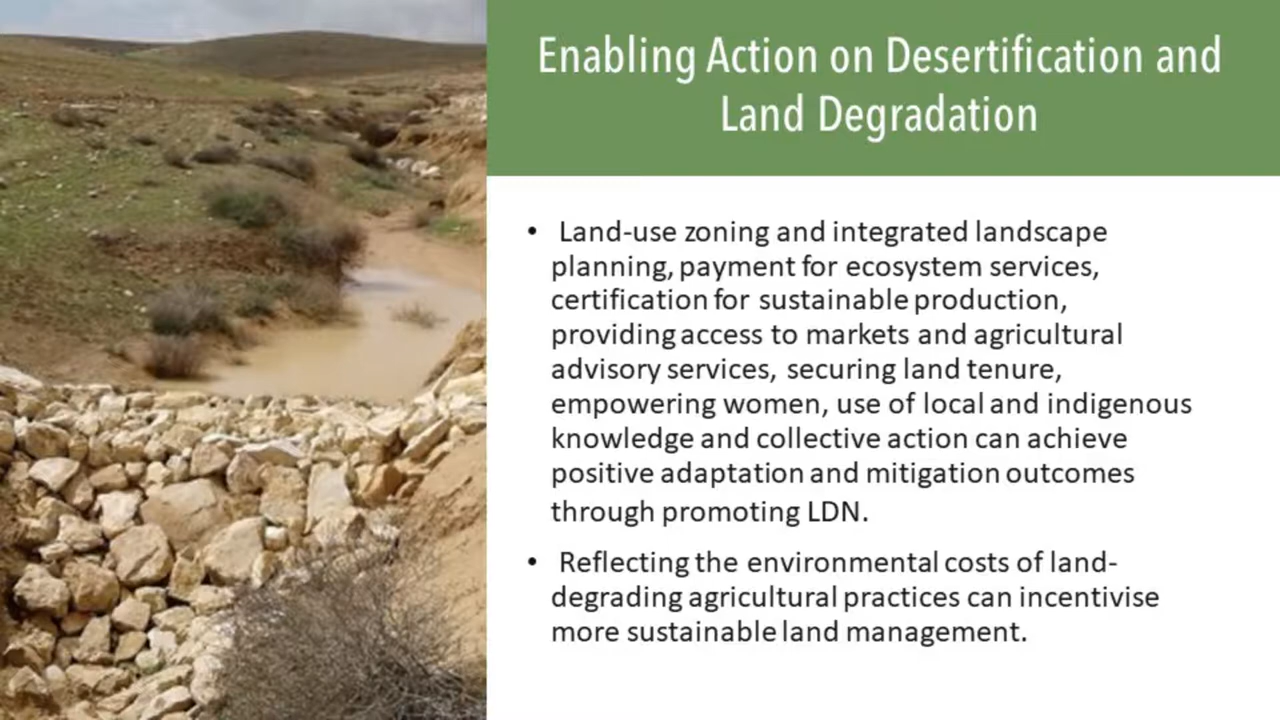 Enabling Action on Desertification and
Land Degradation
• Land-use zoning and integrated landscape
planning, payment for ecosystem services,
certification for sustainable production,
providing access to markets and agricultural
advisory services, securing land tenure,
empowering women, use of local and indigenous
knowledge and collective action can achieve
positive adaptation and mitigation outcomes
through promoting LDN.
• Reflecting the environmental costs of land-
degrading agricultural practices can incentivise
more sustainable land management.